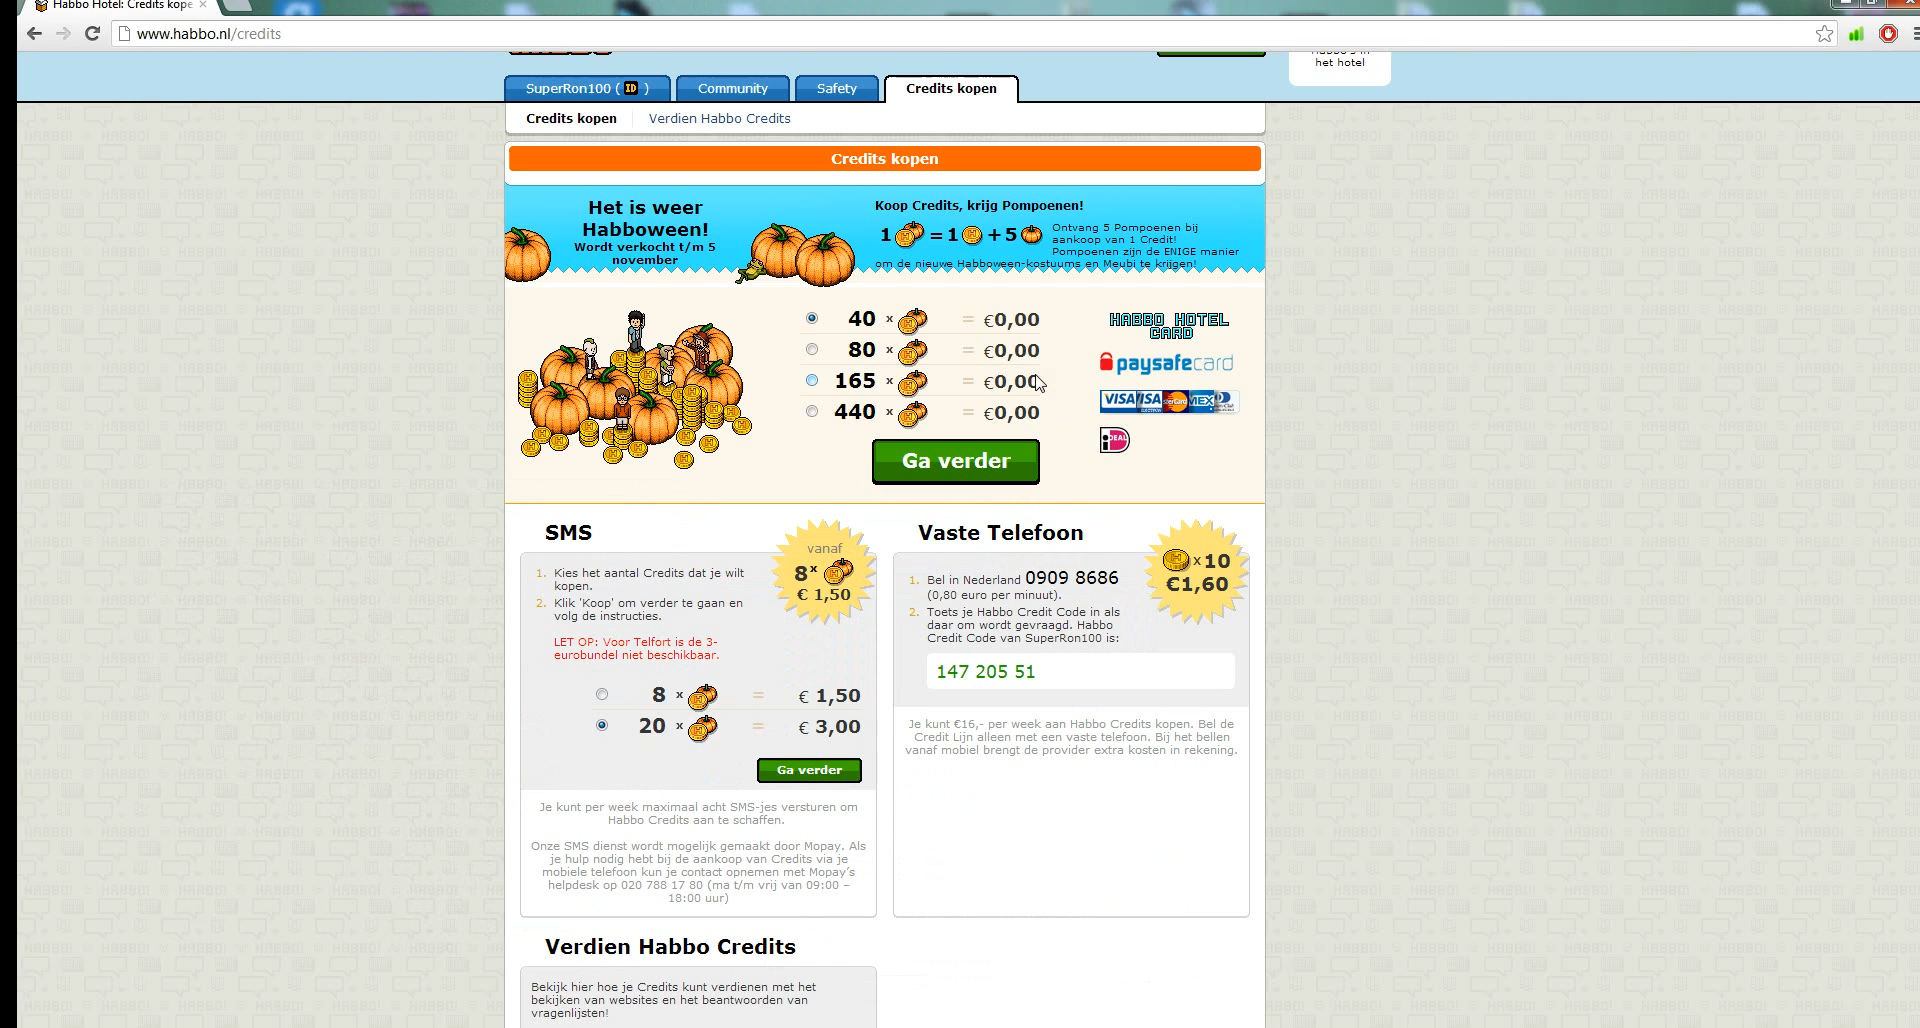 Habbo Hotel: Credits kope
www.habbo.nl/credits
het hotel
SuperRon100 ( ID )
Community
Safety
Credits kopen
Credits kopen
Verdien Habbo Credits
Credits kopen
Het is weer
Habboween!
Wordt verkocht t/m 5
november
Koop Credits, krijg Pompoenen!
1 = 1 + 5
Ontvang 5 Pompoenen bij
aankoop van 1 Credit!
Pompoenen zijn de ENIGE manier
om de nieuwe Habboween-kostuums en Meubi te krijgen!
40 x = €0,00
80 x = €0,00
165 x = €0,00
440 x = €0,00
Ga verder
HABBO HOTEL
CARD
paysafecard
VISA
iDEAL
SMS
vanaf
8x
€ 1,50
1. Kies het aantal Credits dat je wilt
kopen.
2. Klik 'Koop' om verder te gaan en
volg de instructies.
LET OP: Voor Telfort is de 3-
eurobundel niet beschikbaar.
8 x = € 1,50
20 x = € 3,00
Ga verder
Je kunt per week maximaal acht SMS-jes versturen om
Habbo Credits aan te schaffen.
Onze SMS dienst wordt mogelijk gemaakt door Mopay. Als
je hulp nodig hebt bij de aankoop van Credits via je
mobiele telefoon kun je contact opnemen met Mopay's
helpdesk op 020 788 17 80 (ma t/m vrij van 09:00 –
18:00 uur)
Vaste Telefoon
x 10
€1,60
1. Bel in Nederland 0909 8686
(0,80 euro per minuut).
2. Toets je Habbo Credit Code in als
daar om wordt gevraagd. Habbo
Credit Code van SuperRon100 is:
147 205 51
Je kunt €16,- per week aan Habbo Credits kopen. Bel de
Credit Lijn alleen met een vaste telefoon. Bij het bellen
vanaf mobiel brengt de provider extra kosten in rekening.
Verdien Habbo Credits
Bekijk hier hoe je Credits kunt verdienen met het
bekijken van websites en het beantwoorden van
vragenlijsten!